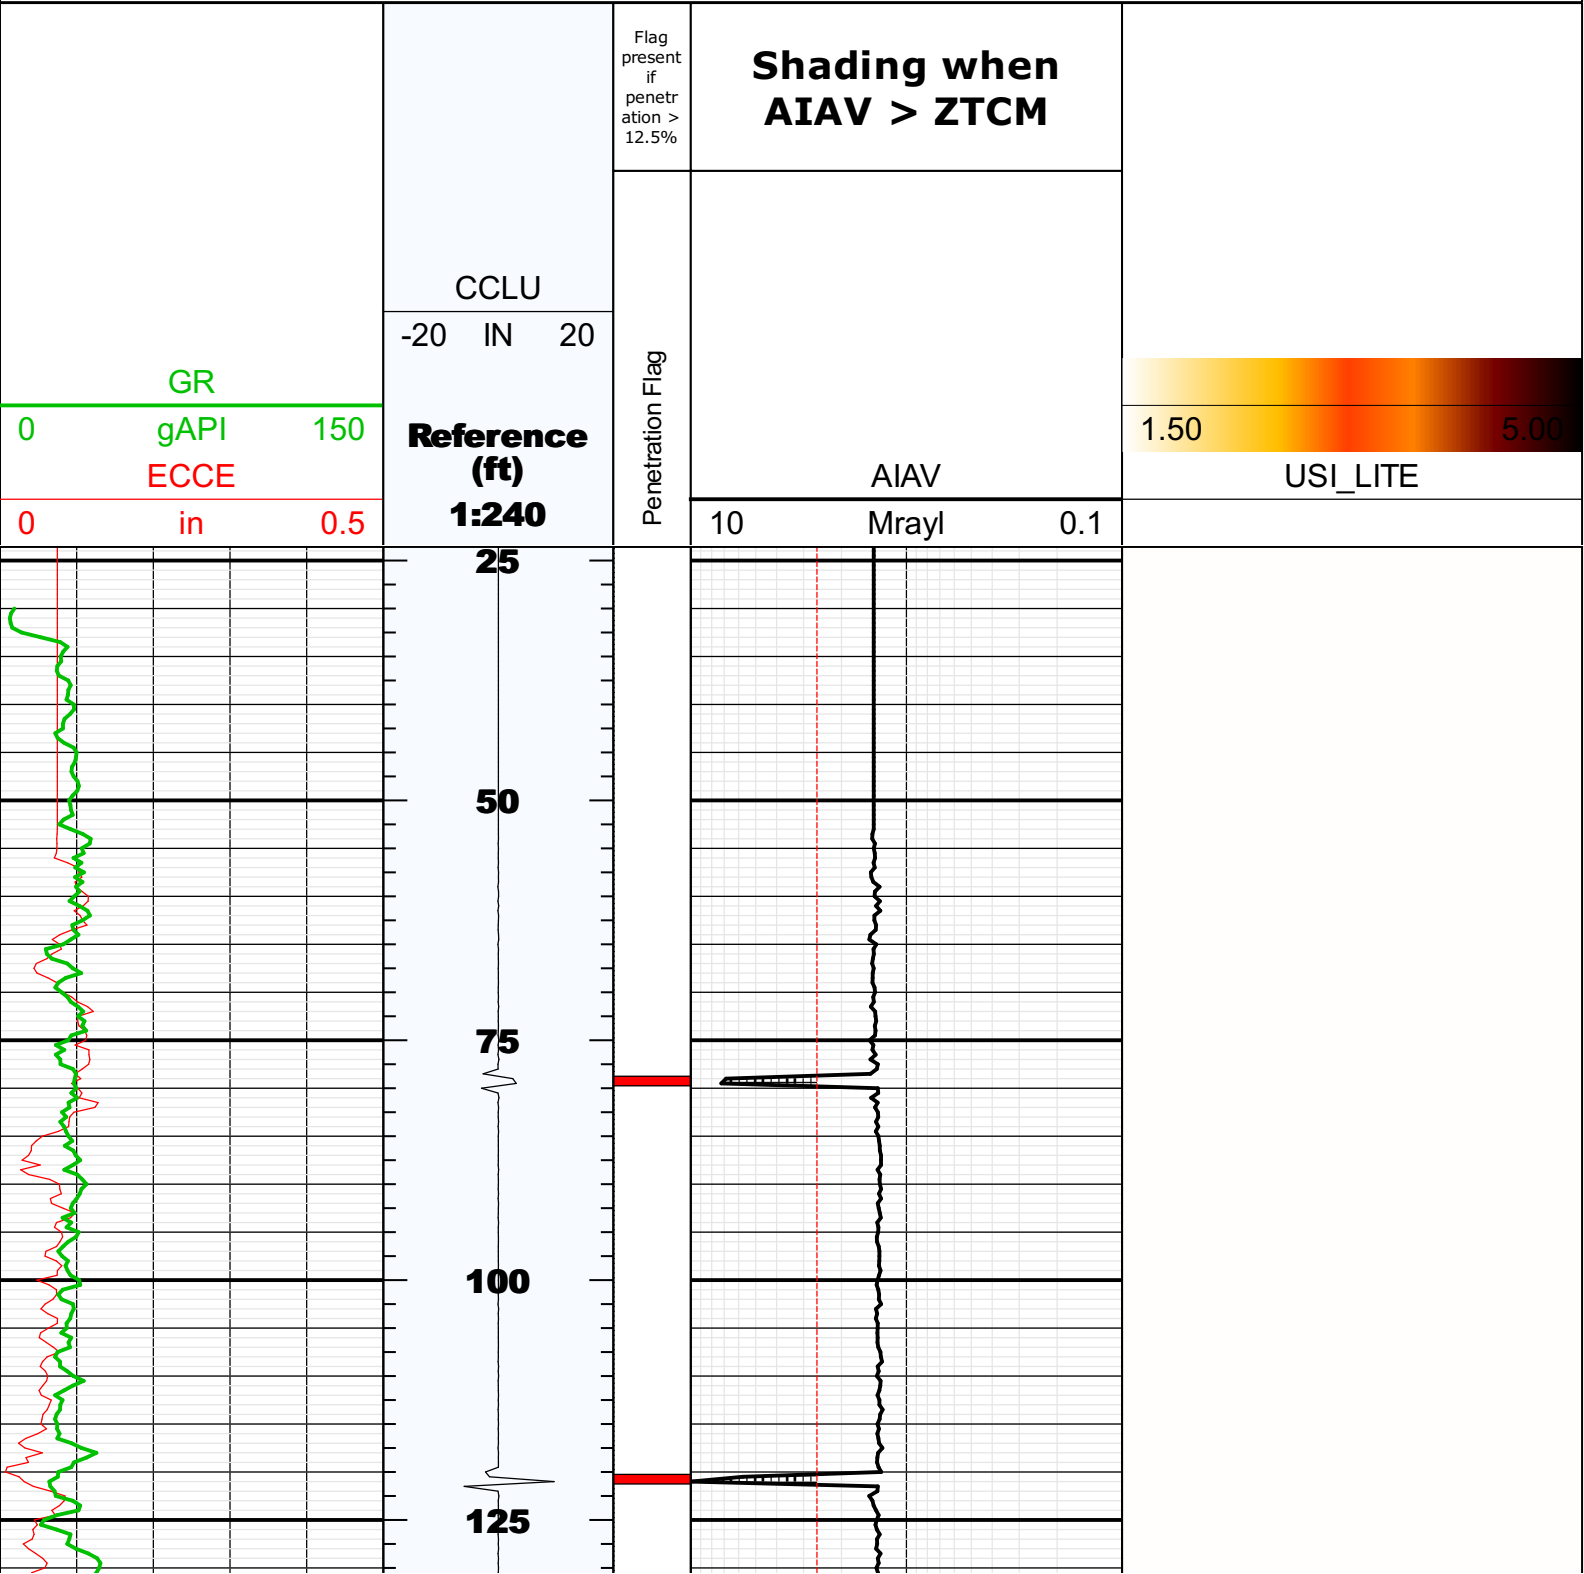 Flag
present
if
penetr
ation >
12.5%
Shading when
AIAV > ZTCM
CCLU
-20 IN 20
GR
0 gAPI 150
ECCE
0 in 0.5
Reference
(ft)
1:240
Penetration Flag
AIAV
10 Mrayl 0.1
1.50 5.00
USI_LITE
25
50
75
100
125